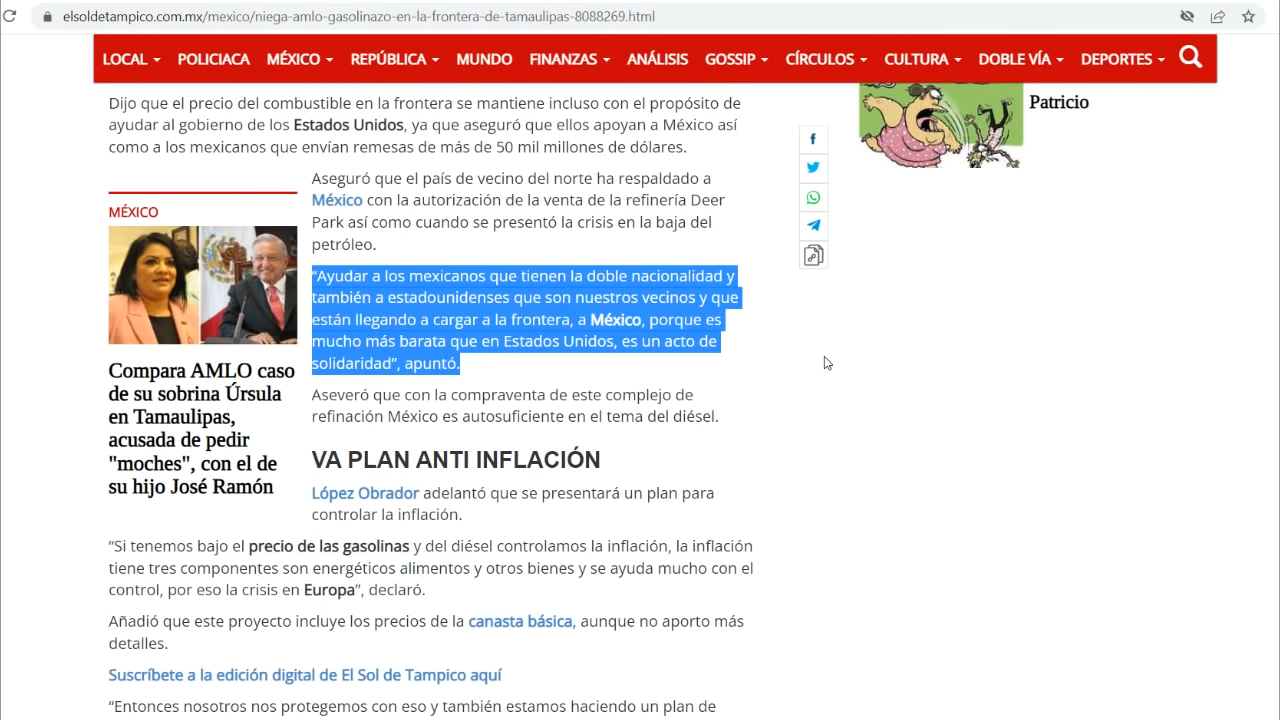 elsoldetampico.com.mx/mexico/niega-amlo-gasolinazo-en-la-frontera-de-tamaulipas-8088269.html
LOCAL POLICIACA MÉXICO REPÚBLICA MUNDO FINANZAS ANÁLISIS GOSSIP CÍRCULOS CULTURA DOBLE VÍA DEPORTES
Dijo que el precio del combustible en la frontera se mantiene incluso con el propósito de
ayudar al gobierno de los Estados Unidos, ya que aseguró que ellos apoyan a México así
como a los mexicanos que envían remesas de más de 50 mil millones de dólares.
Patricio
MÉXICO
Compara AMLO caso
de su sobrina Úrsula
en Tamaulipas,
acusada de pedir
"moches", con el de
su hijo José Ramón
Aseguró que el país de vecino del norte ha respaldado a
México con la autorización de la venta de la refinería Deer
Park así como cuando se presentó la crisis en la baja del
petróleo.
“Ayudar a los mexicanos que tienen la doble nacionalidad y
también a estadounidenses que son nuestros vecinos y que
están llegando a cargar a la frontera, a México, porque es
mucho más barata que en Estados Unidos, es un acto de
solidaridad”, apuntó.
Aseveró que con la compraventa de este complejo de
refinación México es autosuficiente en el tema del diésel.
VA PLAN ANTI INFLACIÓN
López Obrador adelantó que se presentará un plan para
controlar la inflación.
“Si tenemos bajo el precio de las gasolinas y del diésel controlamos la inflación, la inflación
tiene tres componentes son energéticos alimentos y otros bienes y se ayuda mucho con el
control, por eso la crisis en Europa”, declaró.
Añadió que este proyecto incluye los precios de la canasta básica, aunque no aporto más
detalles.
Suscríbete a la edición digital de El Sol de Tampico aquí
“Entonces nosotros nos protegemos con eso y también estamos haciendo un plan de